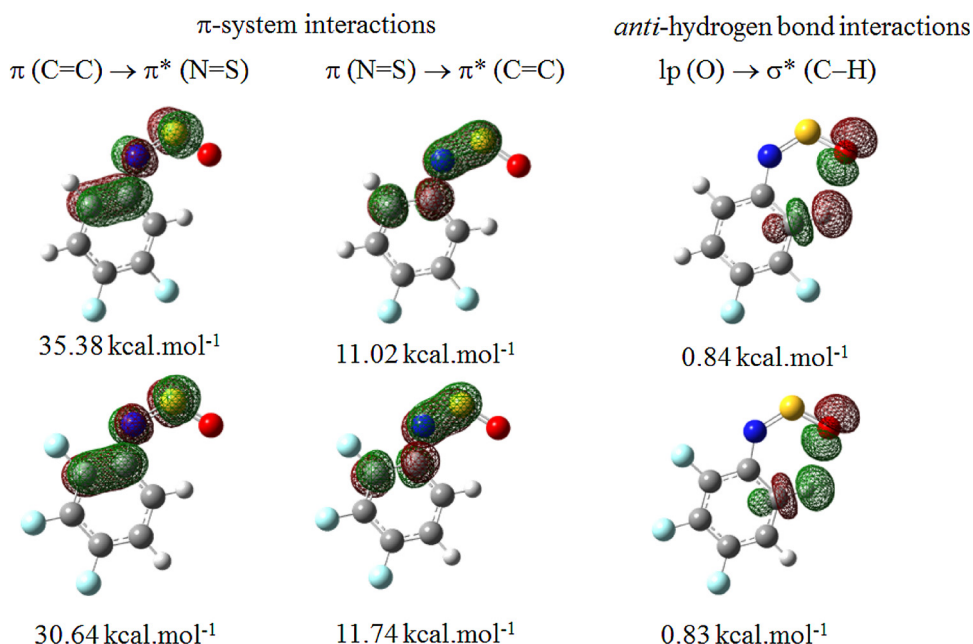 π-system interactions
anti-hydrogen bond interactions
π (C=C) → π* (N=S)
π (N=S) → π* (C=C)
lp (O) → σ* (C–H)
35.38 kcal.mol⁻¹
11.02 kcal.mol⁻¹
0.84 kcal.mol⁻¹
30.64 kcal.mol⁻¹
11.74 kcal.mol⁻¹
0.83 kcal.mol⁻¹